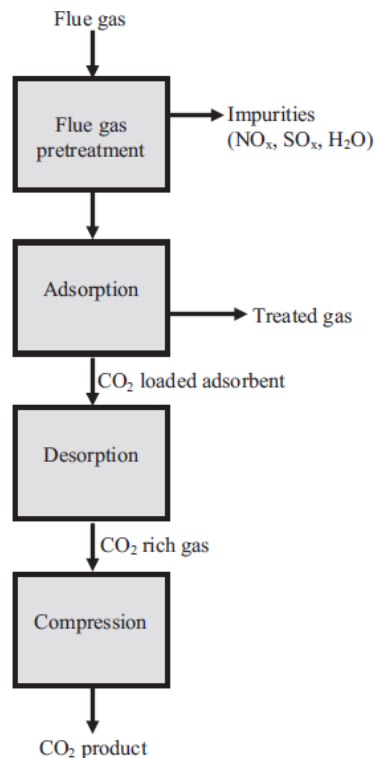 Flue gas
Flue gas
pretreatment
Impurities
(NOₓ, SOₓ, H₂O)
Adsorption
Treated gas
CO₂ loaded adsorbent
Desorption
CO₂ rich gas
Compression
CO₂ product